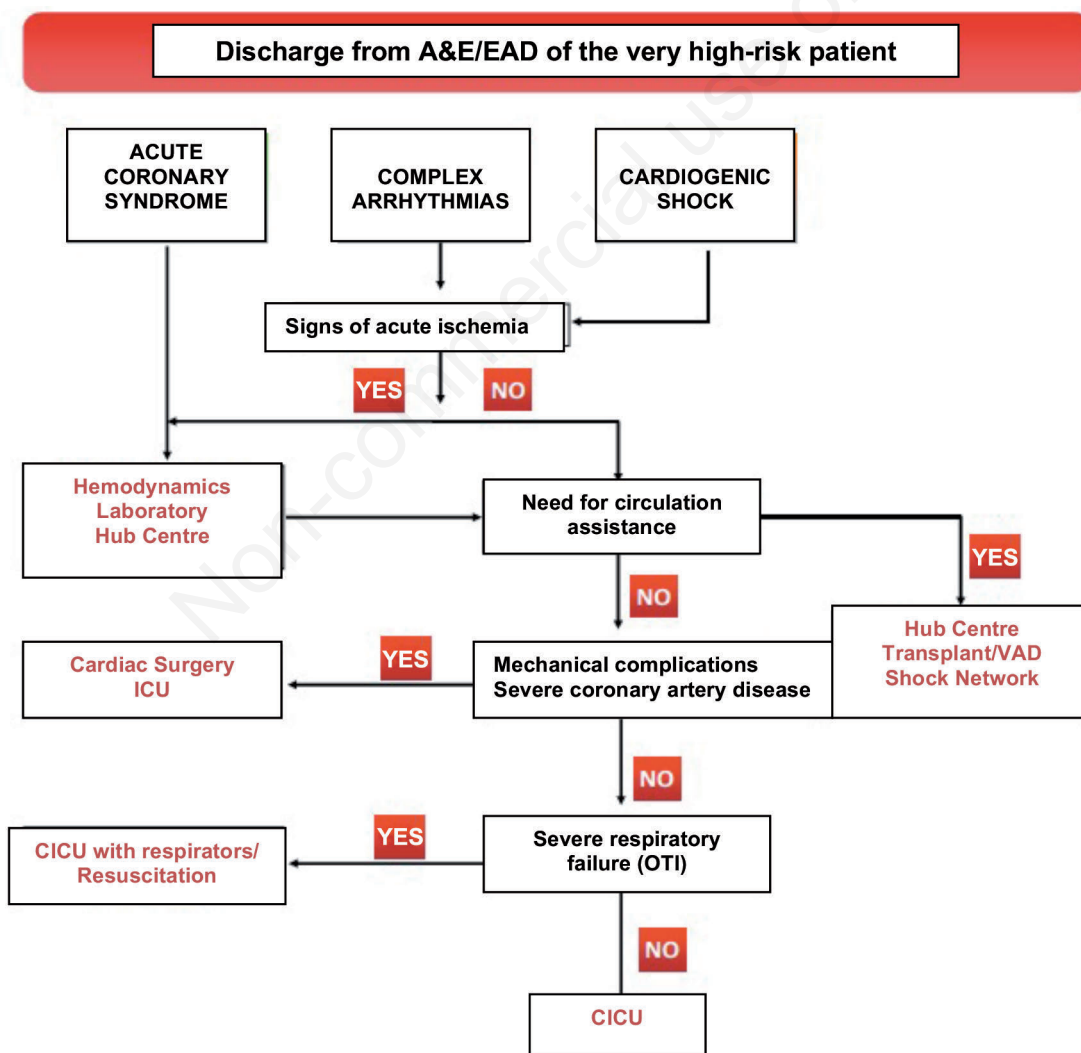 Discharge from A&E/EAD of the very high-risk patient
ACUTE
CORONARY
SYNDROME
COMPLEX
ARRHYTHMIAS
CARDIOGENIC
SHOCK
Signs of acute ischemia
YES
NO
Hemodynamics
Laboratory
Hub Centre
Need for circulation
assistance
YES
NO
Hub Centre
Transplant/VAD
Shock Network
Cardiac Surgery
ICU
YES
Mechanical complications
Severe coronary artery disease
NO
CICU with respirators/
Resuscitation
YES
Severe respiratory
failure (OTI)
NO
CICU
Non-commercial use